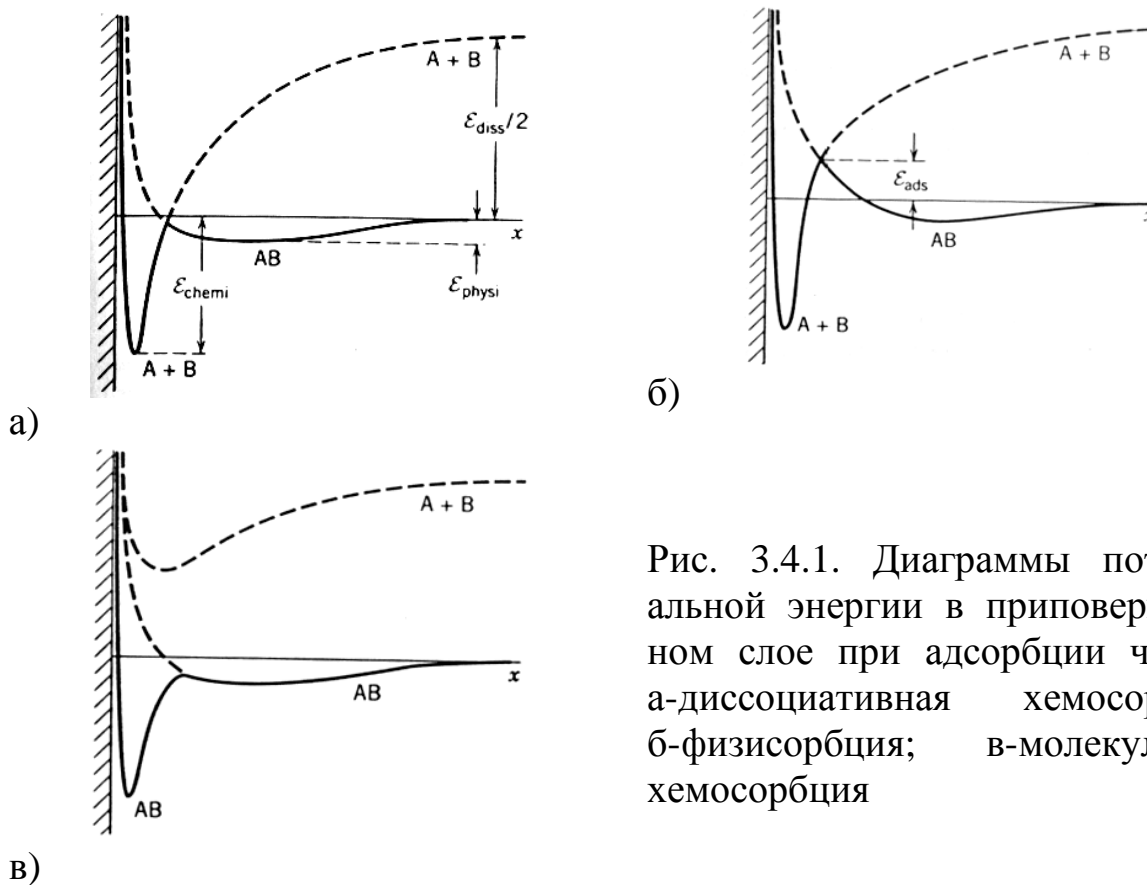 A + B
ℰdiss/2
x
AB
ℰchemi
ℰphysi
A + B
а)
A + B
ℰads
AB
A + B
б)
A + B
x
AB
AB
в)
Рис. 3.4.1. Диаграммы пот
альной энергии в приповер
ном слое при адсорбции ч
а-диссоциативная хемосор
б-физисорбция; в-молекул
хемосорбция